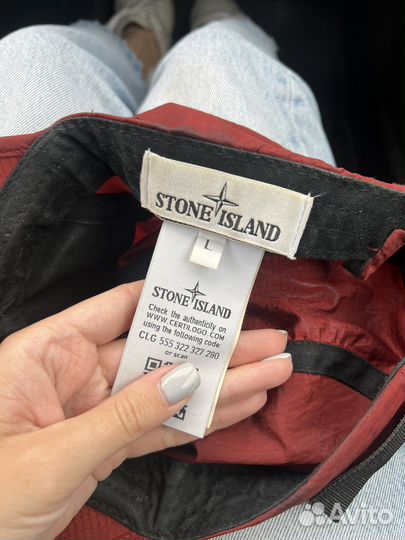 STONE ISLAND
L
STONE ISLAND
Check the authenticity on
WWW.CERTILOGO.COM
using the following code:
CLG 555 322 327 280
or scan
Avito